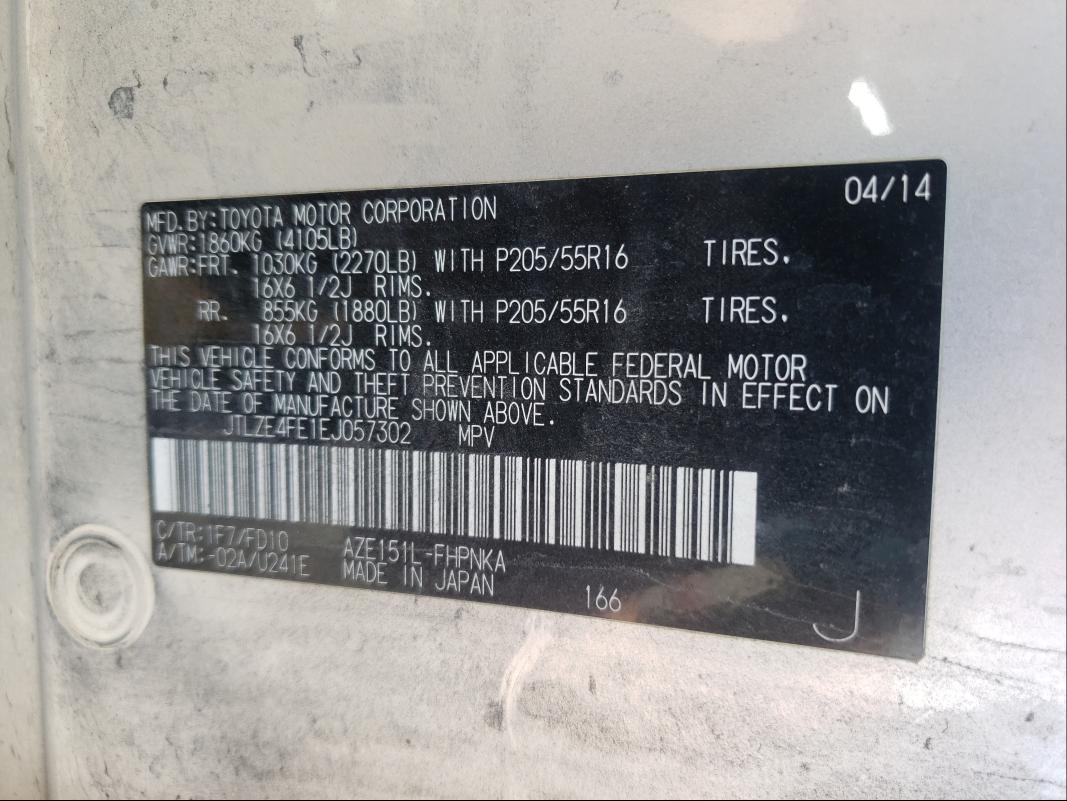 04/14
MFD.BY:TOYOTA MOTOR CORPORATION
GVWR:1860KG (4105LB)
GAWR:FRT. 1030KG (2270LB) WITH P205/55R16 TIRES.
16X6 1/2J RIMS.
RR. 855KG (1880LB) WITH P205/55R16 TIRES.
16X6 1/2J RIMS.
THIS VEHICLE CONFORMS TO ALL APPLICABLE FEDERAL MOTOR
VEHICLE SAFETY AND THEFT PREVENTION STANDARDS IN EFFECT ON
THE DATE OF MANUFACTURE SHOWN ABOVE.
JTLZE4FE1EJ057302 MPV
C/TR:1F7/FD10 AZE151L-FHPNKA
A/TM:-02A/U241E MADE IN JAPAN 166 J